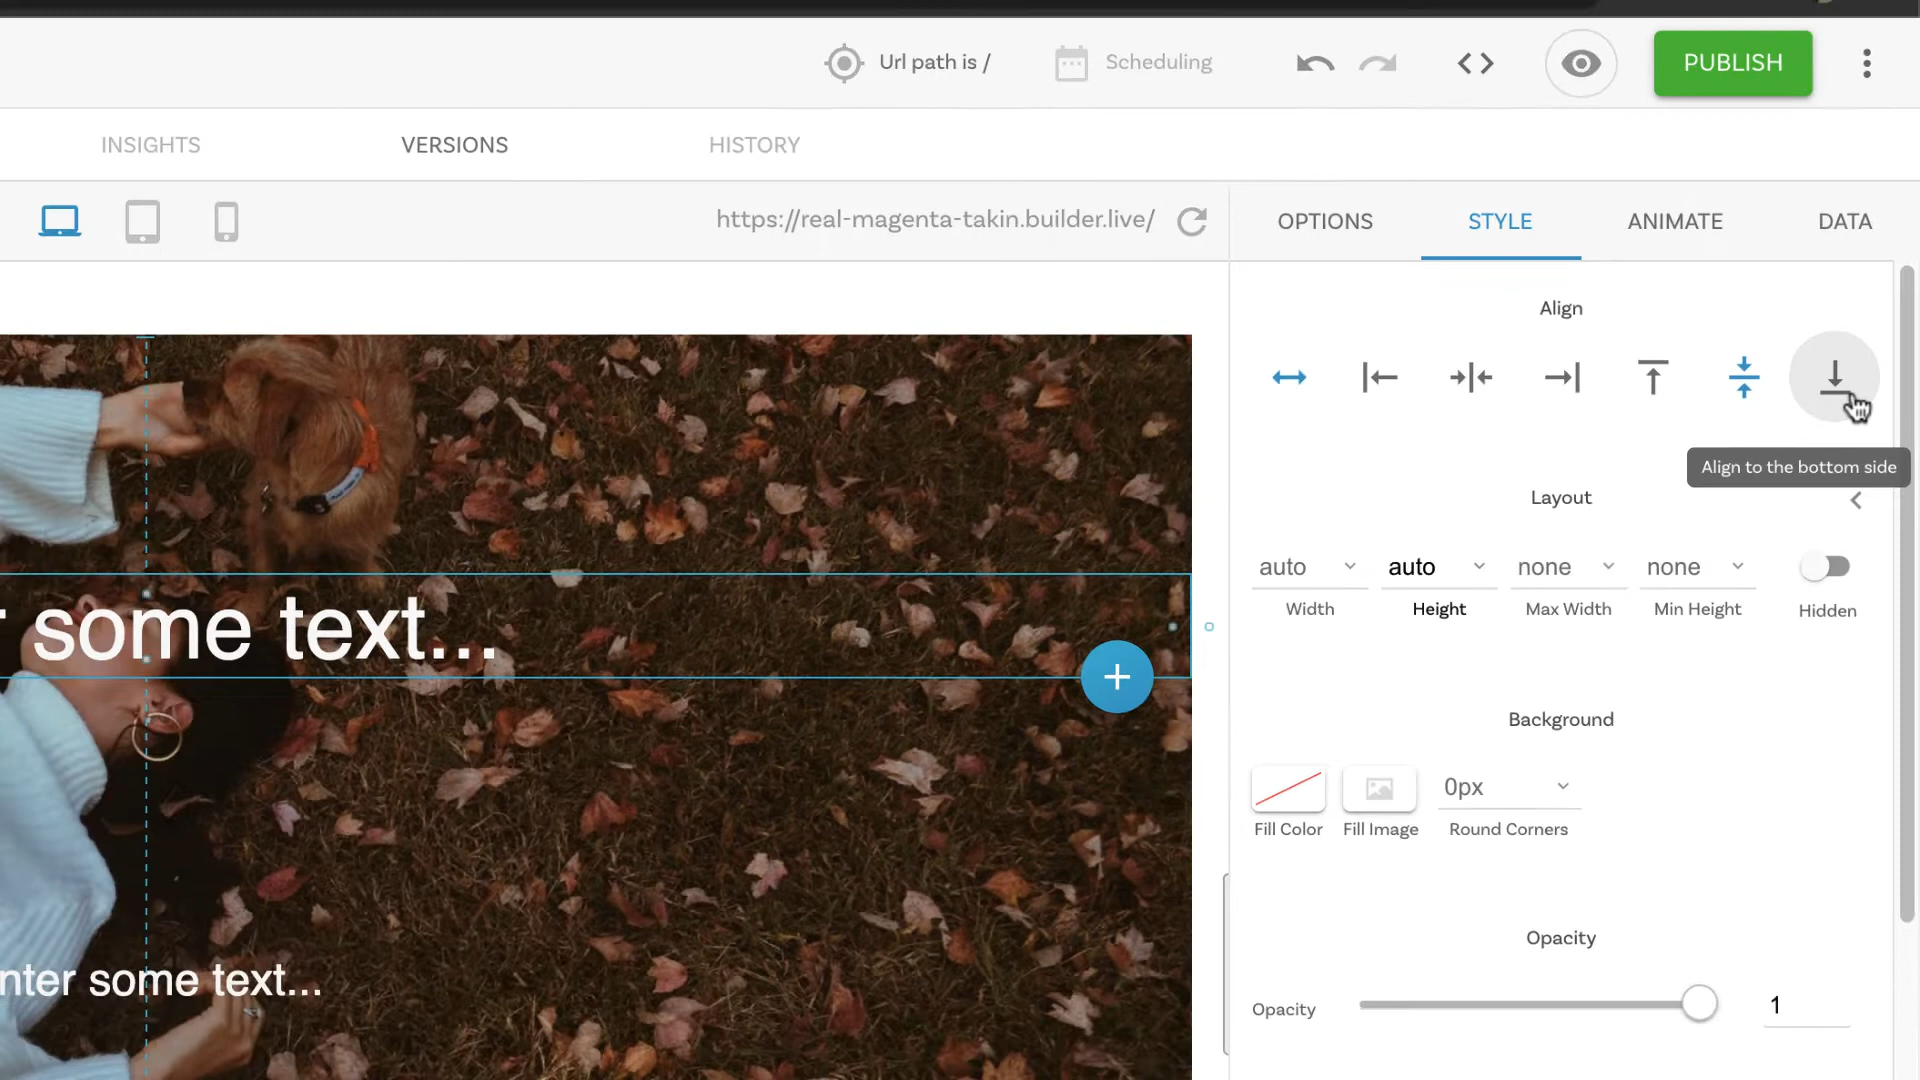 Url path is /
Scheduling
PUBLISH
INSIGHTS
VERSIONS
HISTORY
https://real-magenta-takin.builder.live/
OPTIONS
STYLE
ANIMATE
DATA
Align
Align to the bottom side
Layout
auto
auto
none
none
Width
Height
Max Width
Min Height
Hidden
some text...
Background
0px
Fill Color
Fill Image
Round Corners
Opacity
nter some text...
Opacity
1